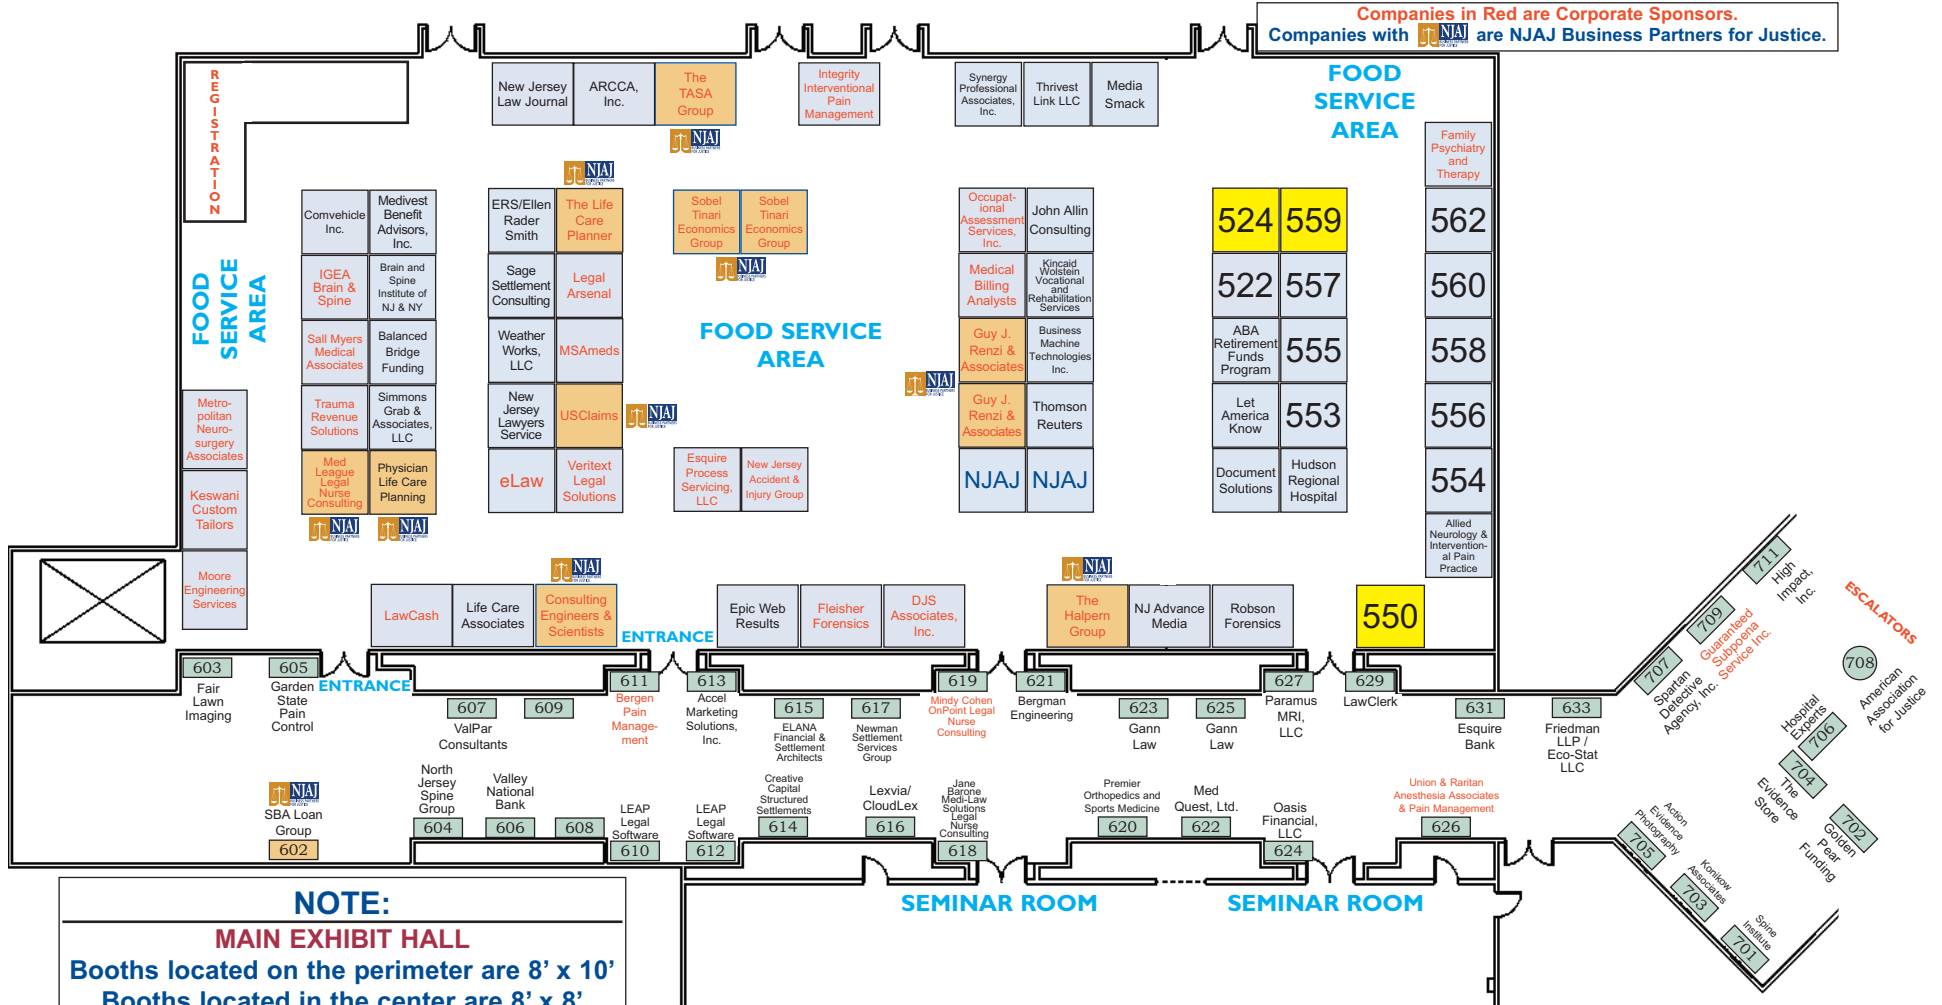 Companies in Red are Corporate Sponsors.
Companies with NJAJ are NJAJ Business Partners for Justice.
REGISTRATION
New Jersey
Law Journal
ARCCA,
Inc.
The
TASA
Group
NJAJ
Integrity
Interventional
Pain
Management
Synergy
Professional
Associates,
Inc.
Thrivest
Link LLC
Media
Smack
FOOD
SERVICE
AREA
Family
Psychiatry
and
Therapy
FOOD
SERVICE
AREA
Comvehicle
Inc.
Medivest
Benefit
Advisors,
Inc.
IGEA
Brain &
Spine
Brain and
Spine
Institute of
NJ & NY
Sall Myers
Medical
Associates
Balanced
Bridge
Funding
Trauma
Revenue
Solutions
Simmons
Grab &
Associates,
LLC
Med
League
Legal
Nurse
Consulting
Physician
Life Care
Planning
NJAJ
NJAJ
Metro-
politan
Neuro-
surgery
Associates
Keswani
Custom
Tailors
Moore
Engineering
Services
NJAJ
ERS/Ellen
Rader
Smith
The Life
Care
Planner
Sage
Settlement
Consulting
Legal
Arsenal
Weather
Works,
LLC
MSAmeds
New
Jersey
Lawyers
Service
USClaims
NJAJ
eLaw
Veritext
Legal
Solutions
Sobel
Tinari
Economics
Group
Sobel
Tinari
Economics
Group
NJAJ
FOOD SERVICE
AREA
Esquire
Process
Servicing,
LLC
New Jersey
Accident &
Injury Group
Occupat-
ional
Assessment
Services,
Inc.
John Allin
Consulting
Medical
Billing
Analysts
Kincaid
Wolstein
Vocational
and
Rehabilitation
Services
Guy J.
Renzi &
Associates
Business
Machine
Technologies
Inc.
NJAJ
Guy J.
Renzi &
Associates
Thomson
Reuters
NJAJ
NJAJ
524
559
522
557
ABA
Retirement
Funds
Program
555
Let
America
Know
553
Document
Solutions
Hudson
Regional
Hospital
562
560
558
556
554
Allied
Neurology &
Intervention-
al Pain
Practice
LawCash
Life Care
Associates
NJAJ
Consulting
Engineers &
Scientists
ENTRANCE
Epic Web
Results
Fleisher
Forensics
DJS
Associates,
Inc.
NJAJ
The
Halpern
Group
NJ Advance
Media
Robson
Forensics
550
603
Fair
Lawn
Imaging
605
Garden
State
Pain
Control
ENTRANCE
607
ValPar
Consultants
609
611
Bergen
Pain
Manage-
ment
613
Accel
Marketing
Solutions,
Inc.
615
ELANA
Financial &
Settlement
Architects
617
Newman
Settlement
Services
Group
619
Mindy Cohen
OnPoint Legal
Nurse
Consulting
621
Bergman
Engineering
623
Gann
Law
625
Gann
Law
627
Paramus
MRI,
LLC
629
LawClerk
631
Esquire
Bank
633
Friedman
LLP /
Eco-Stat
LLC
NJAJ
SBA Loan
Group
602
North
Jersey
Spine
Group
604
Valley
National
Bank
606
608
LEAP
Legal
Software
610
LEAP
Legal
Software
612
Creative
Capital
Structured
Settlements
614
Lexvia/
CloudLex
616
Jane
Barone
Medi-Law
Solutions
Legal
Nurse
Consulting
618
Premier
Orthopedics and
Sports Medicine
620
Med
Quest, Ltd.
622
Oasis
Financial,
LLC
624
Union & Raritan
Anesthesia Associates
& Pain Management
626
711
High
Impact,
Inc.
709
Guaranteed
Subpoena
Service Inc.
707
Spartan
Detective
Agency, Inc.
ESCALATORS
708
American
Association
for Justice
Hospital
Experts
706
704
The
Evidence
Store
702
Golden
Pear
Funding
Action
Evidence
Photography
705
Konikow
Associates
703
Spine
Institute
701
SEMINAR ROOM
SEMINAR ROOM
NOTE:
MAIN EXHIBIT HALL
Booths located on the perimeter are 8’ x 10’
Booths located in the center are 8’ x 8’